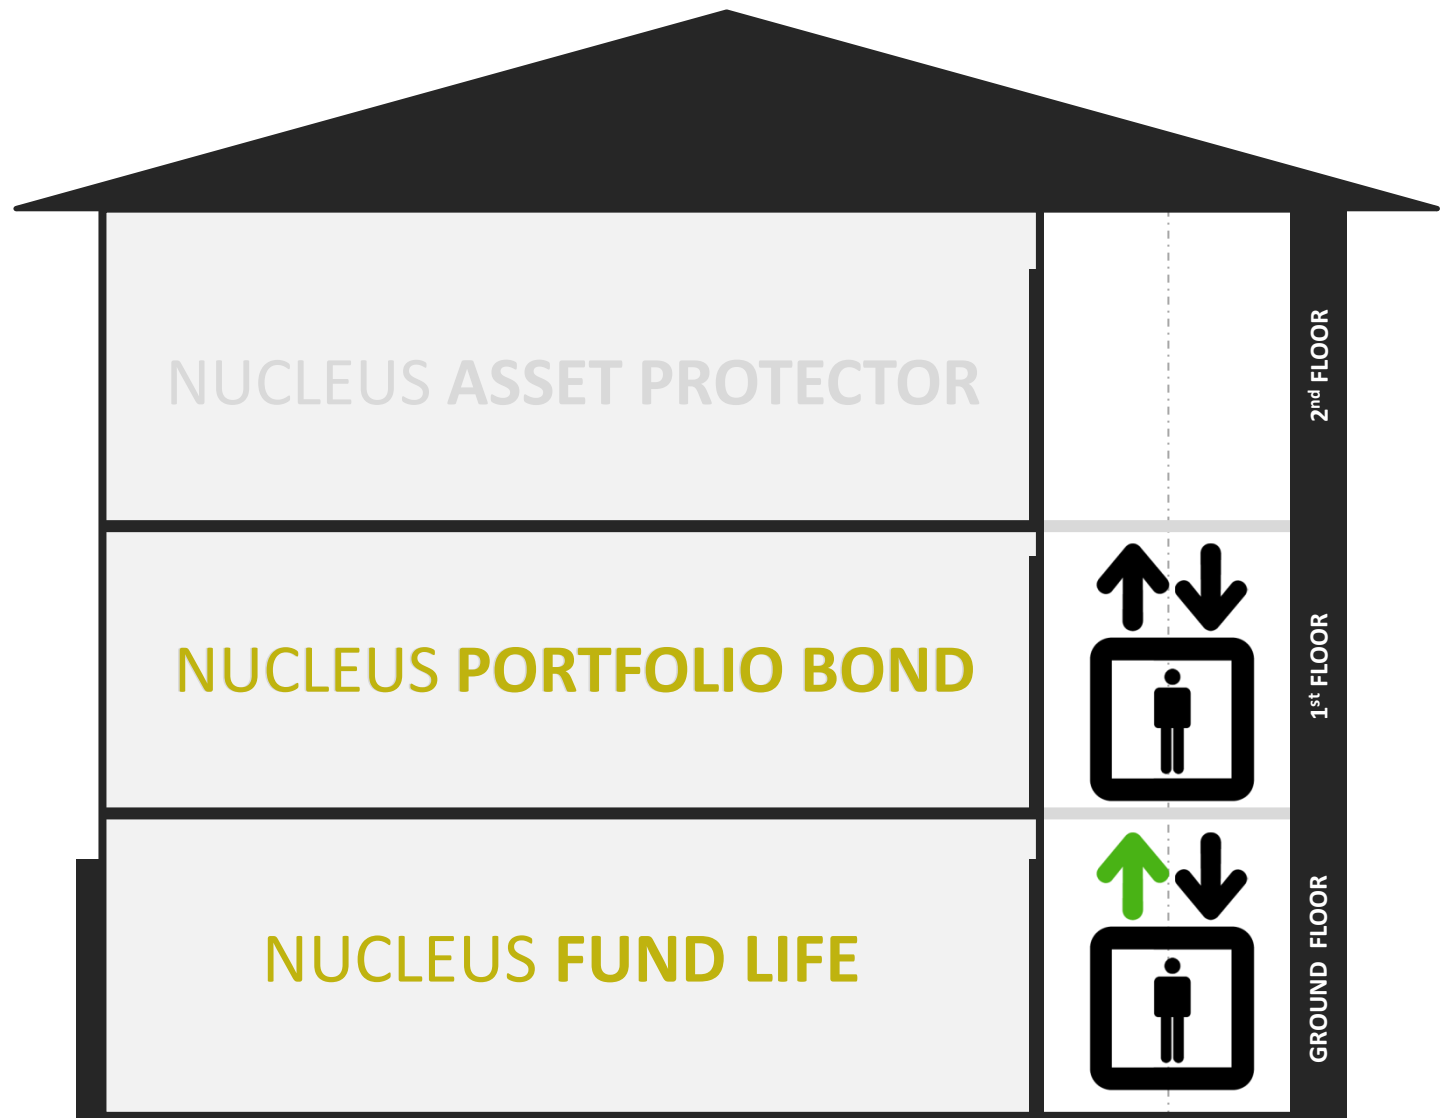 NUCLEUS ASSET PROTECTOR
2nd FLOOR
NUCLEUS PORTFOLIO BOND
1st FLOOR
NUCLEUS FUND LIFE
GROUND FLOOR